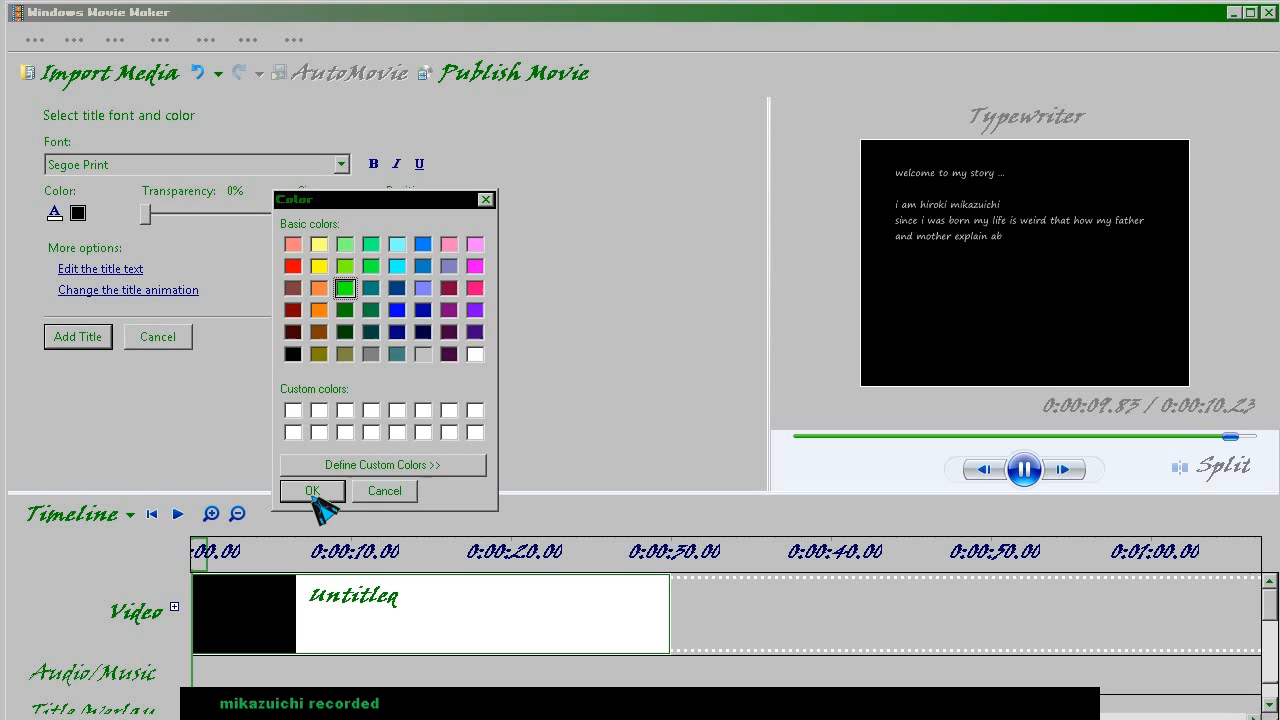 Windows Movie Maker
Import Media
AutoMovie
Publish Movie
Select title font and color
Font:
Segoe Print
B I U
Color:
Transparency: 0%
More options:
Edit the title text
Change the title animation
Add Title
Cancel
Color
Basic colors:
Custom colors:
Define Custom Colors >>
OK
Cancel
Typewriter
welcome to my story ...
i am hiroki mikazuichi
since i was born my life is weird that how my father
and mother explain ab
0:00:09.83 / 0:00:10.23
Split
Timeline
:00.00 0:00:10.00 0:00:20.00 0:00:30.00 0:00:40.00 0:00:50.00 0:01:00.00
Video
Untitled
Audio/Music
Title Overlay
mikazuichi recorded